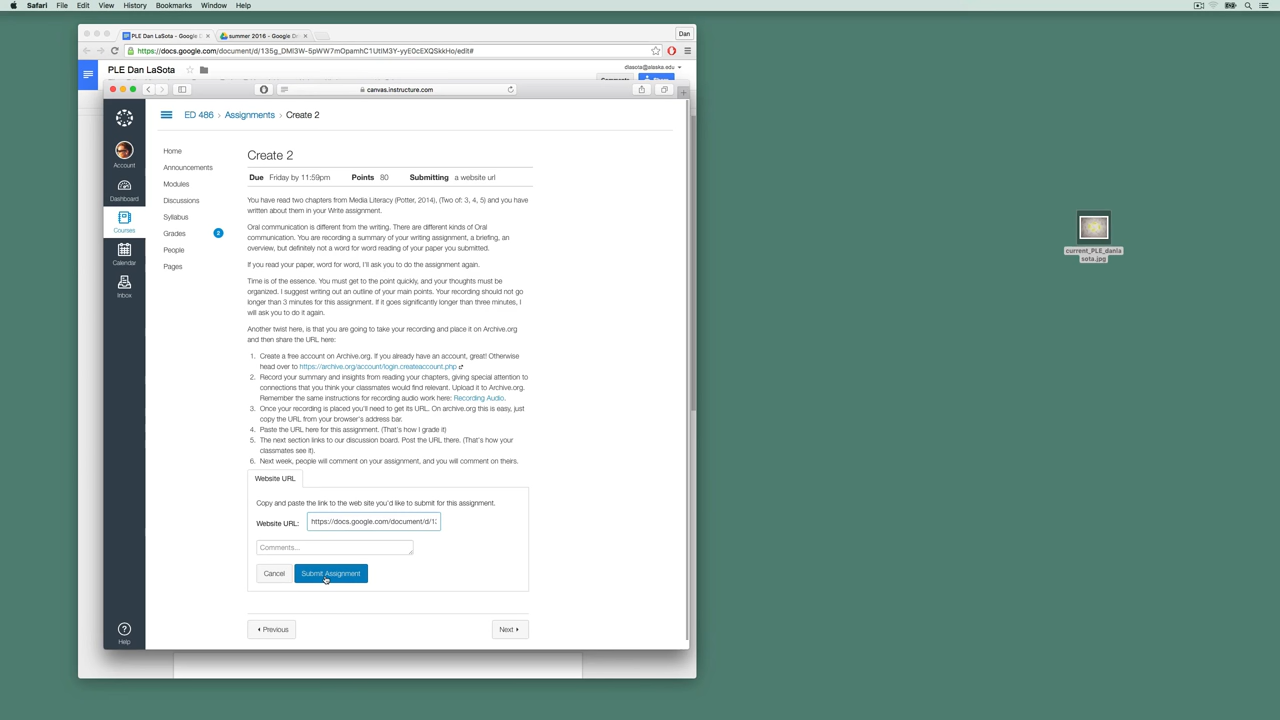 Safari File Edit View History Bookmarks Window Help
PLE Dan LaSota - Google D
summer 2016 - Google Dr
Dan
PLE Dan LaSota
dlasota@alaska.edu
Comments
Share
canvas.instructure.com
ED 486 › Assignments › Create 2
Account
Dashboard
Courses
Calendar
Inbox
Help
Home
Announcements
Modules
Discussions
Syllabus
Grades 2
People
Pages
Create 2
Due Friday by 11:59pm Points 80 Submitting a website url
You have read two chapters from Media Literacy (Potter, 2014), (Two of: 3, 4, 5) and you have
written about them in your Write assignment.
Oral communication is different from the writing. There are different kinds of Oral
communication. You are recording a summary of your writing assignment, a briefing, an
overview, but definitely not a word for word reading of your paper you submitted.
If you read your paper, word for word, I'll ask you to do the assignment again.
Time is of the essence. You must get to the point quickly, and your thoughts must be
organized. I suggest writing out an outline of your main points. Your recording should not go
longer than 3 minutes for this assignment. If it goes significantly longer than three minutes, I
will ask you to do it again.
Another twist here, is that you are going to take your recording and place it on Archive.org
and then share the URL here:
1. Create a free account on Archive.org. If you already have an account, great! Otherwise
head over to https://archive.org/account/login.createaccount.php
2. Record your summary and insights from reading your chapters, giving special attention to
connections that you think your classmates would find relevant. Upload it to Archive.org.
Remember the same instructions for recording audio work here: Recording Audio.
3. Once your recording is placed you'll need to get its URL. On archive.org this is easy, just
copy the URL from your browser's address bar.
4. Paste the URL here for this assignment. (That's how I grade it)
5. The next section links to our discussion board. Post the URL there. (That's how your
classmates see it).
6. Next week, people will comment on your assignment, and you will comment on theirs.
Website URL
Copy and paste the link to the web site you'd like to submit for this assignment.
Website URL: https://docs.google.com/document/d/1
Comments...
Cancel Submit Assignment
Previous
Next
current_PLE_danla
sota.jpg